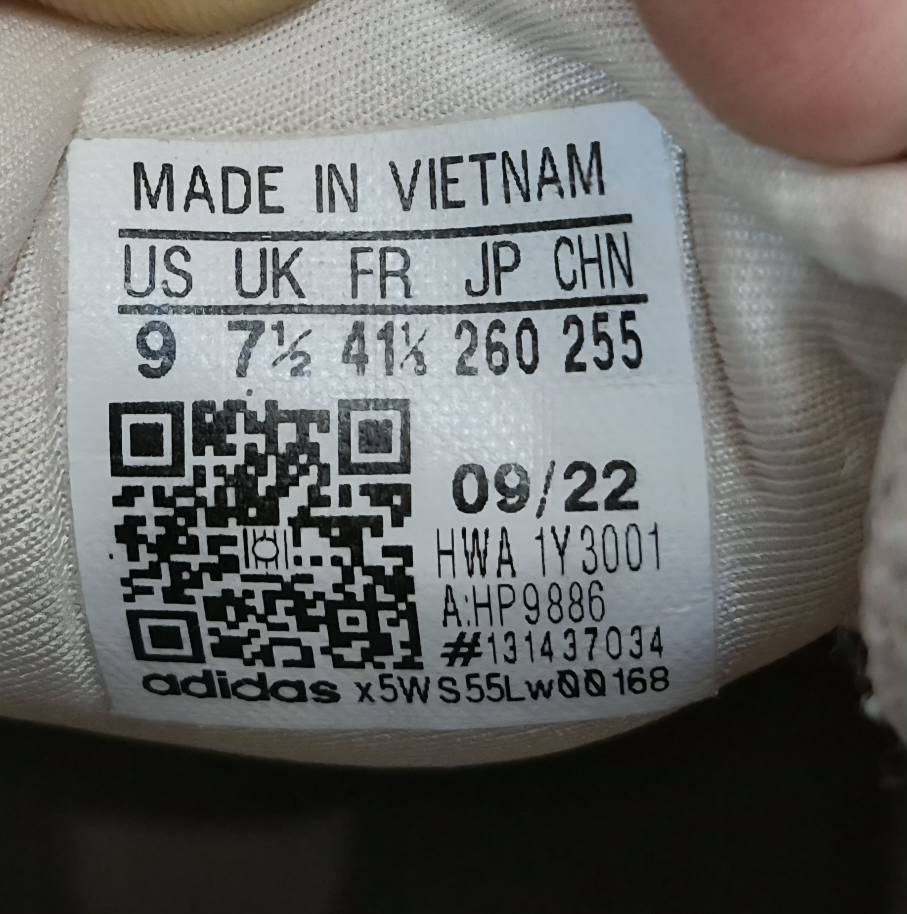 MADE IN VIETNAM
US UK FR JP CHN
9 7½ 41⅓ 260 255
09/22
HWA 1Y3001
A:HP9886
#131437034
adidas x5WS55Lw00168